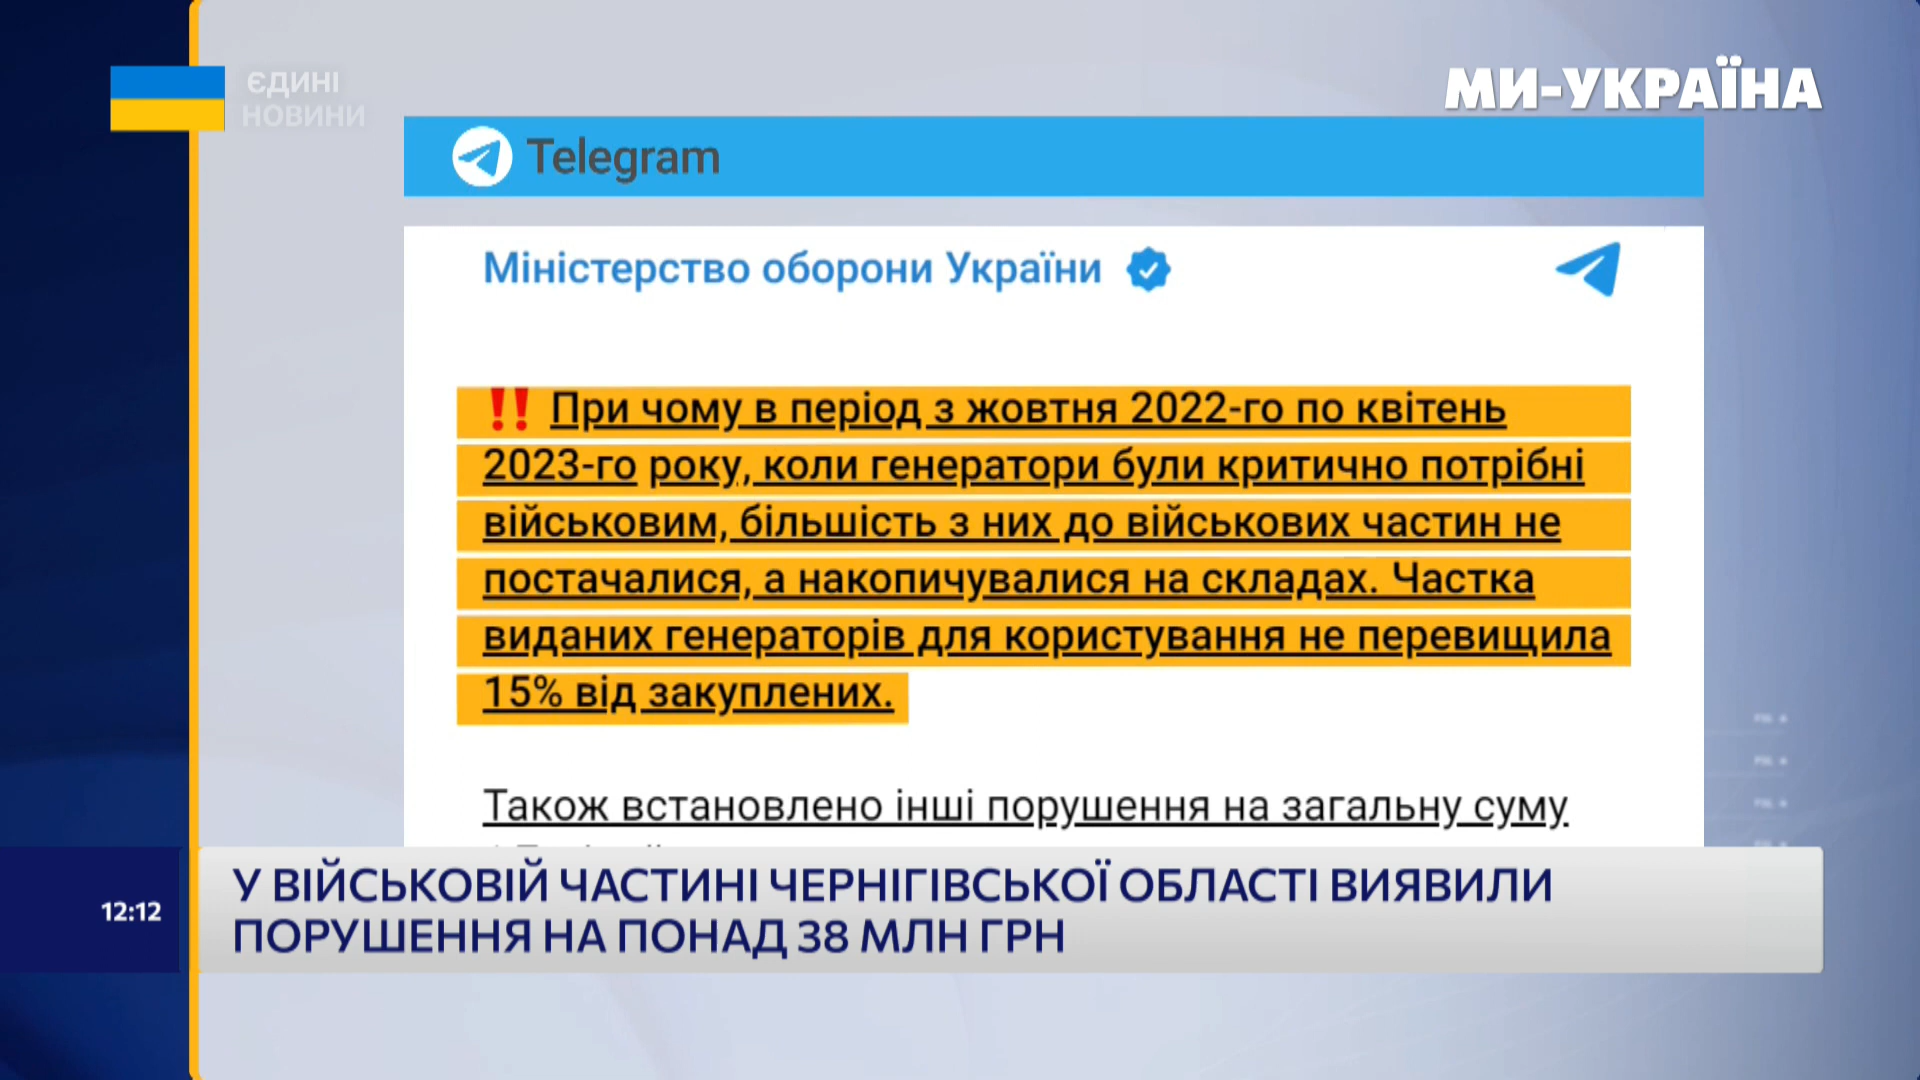 ЄДИНІ
НОВИНИ
МИ-УКРАЇНА
Telegram
Міністерство оборони України
‼ При чому в період з жовтня 2022-го по квітень
2023-го року, коли генератори були критично потрібні
військовим, більшість з них до військових частин не
постачалися, а накопичувалися на складах. Частка
виданих генераторів для користування не перевищила
15% від закуплених.
Також встановлено інші порушення на загальну суму
12:12
У ВІЙСЬКОВІЙ ЧАСТИНІ ЧЕРНІГІВСЬКОЇ ОБЛАСТІ ВИЯВИЛИ
ПОРУШЕННЯ НА ПОНАД 38 МЛН ГРН